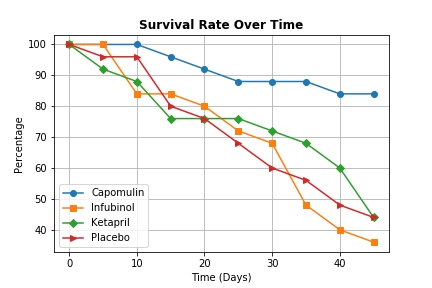 Survival Rate Over Time
100
90
80
70
60
50
40
Percentage
Capomulin
Infubinol
Ketapril
Placebo
0 10 20 30 40
Time (Days)